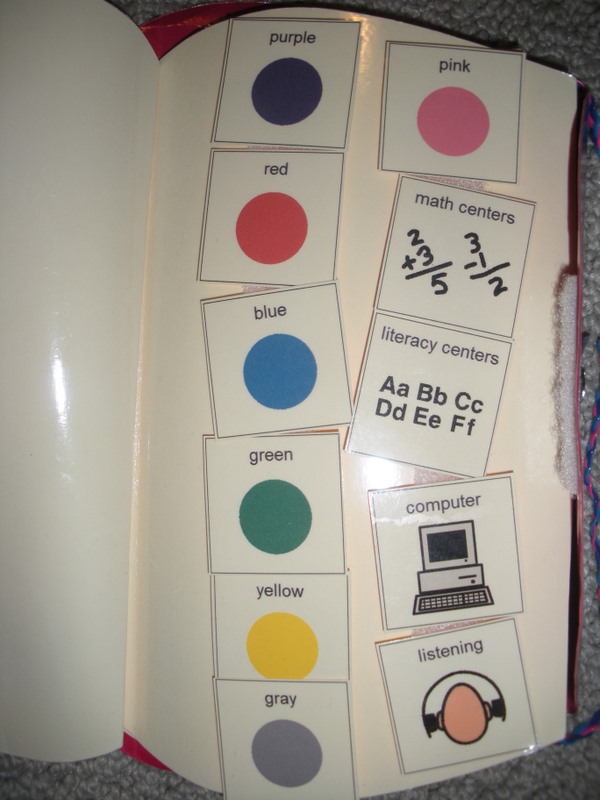 purple
red
blue
green
yellow
gray
pink
math centers
2 3
+3 -1
5 2
literacy centers
Aa Bb Cc
Dd Ee Ff
computer
listening